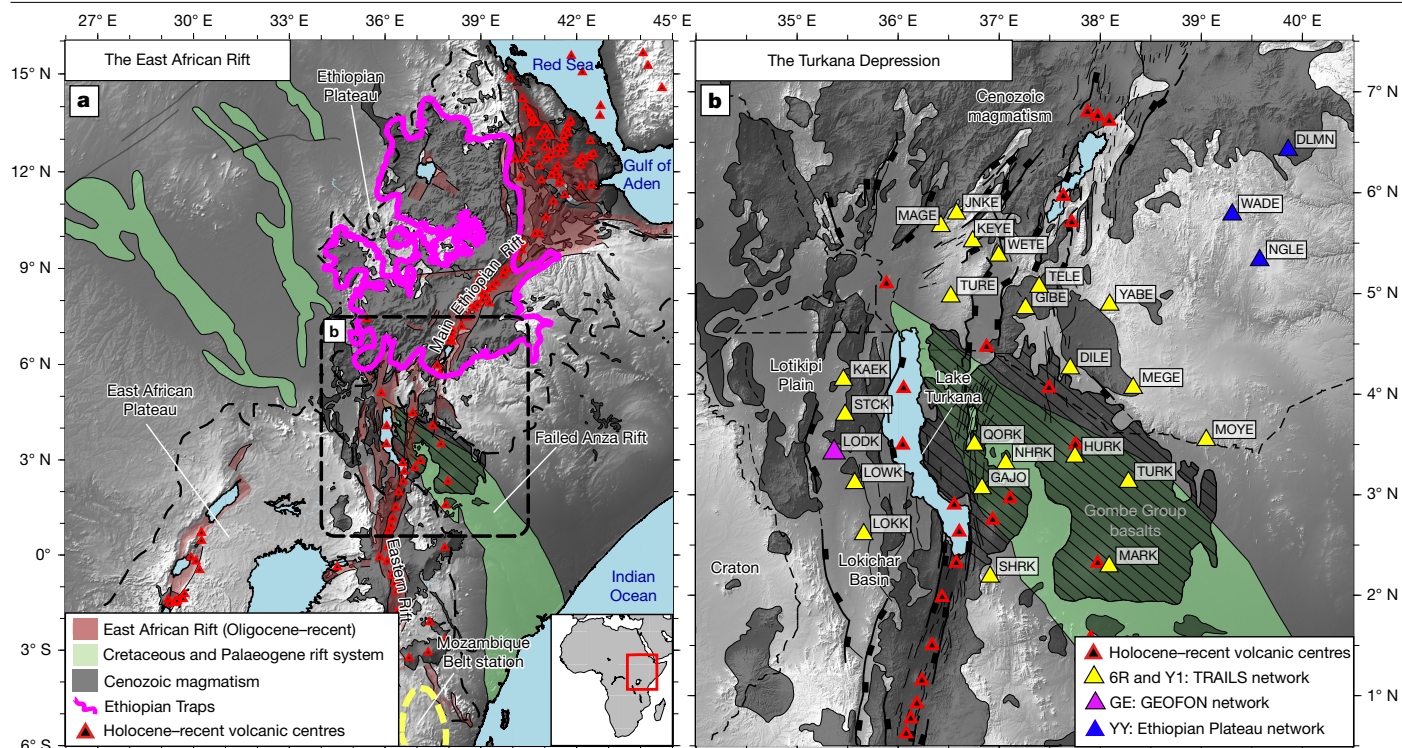 27° E
30° E
33° E
36° E
39° E
42° E
45° E
15° N
12° N
9° N
6° N
3° N
0°
3° S
6° S
The East African Rift
a
Ethiopian
Plateau
Red Sea
Gulf of
Aden
Main Ethiopian Rift
b
East African
Plateau
Failed Anza Rift
Eastern Rift
Indian
Ocean
Mozambique
Belt station
East African Rift (Oligocene–recent)
Cretaceous and Palaeogene rift system
Cenozoic magmatism
Ethiopian Traps
Holocene–recent volcanic centres
35° E
36° E
37° E
38° E
39° E
40° E
7° N
6° N
5° N
4° N
3° N
2° N
1° N
The Turkana Depression
b
Cenozoic
magmatism
DLMN
WADE
NGLE
JNKE
MAGE
KEYE
WETE
TURE
TELE
GIBE
YABE
DILE
MEGE
MOYE
Lotikipi
Plain
KAEK
STCK
LODK
LOWK
LOKK
Lake
Turkana
QORK
NHRK
HURK
GAJO
TURK
Gombe Group
basalts
MARK
SHRK
Lokichar
Basin
Craton
Holocene–recent volcanic centres
6R and Y1: TRAILS network
GE: GEOFON network
YY: Ethiopian Plateau network